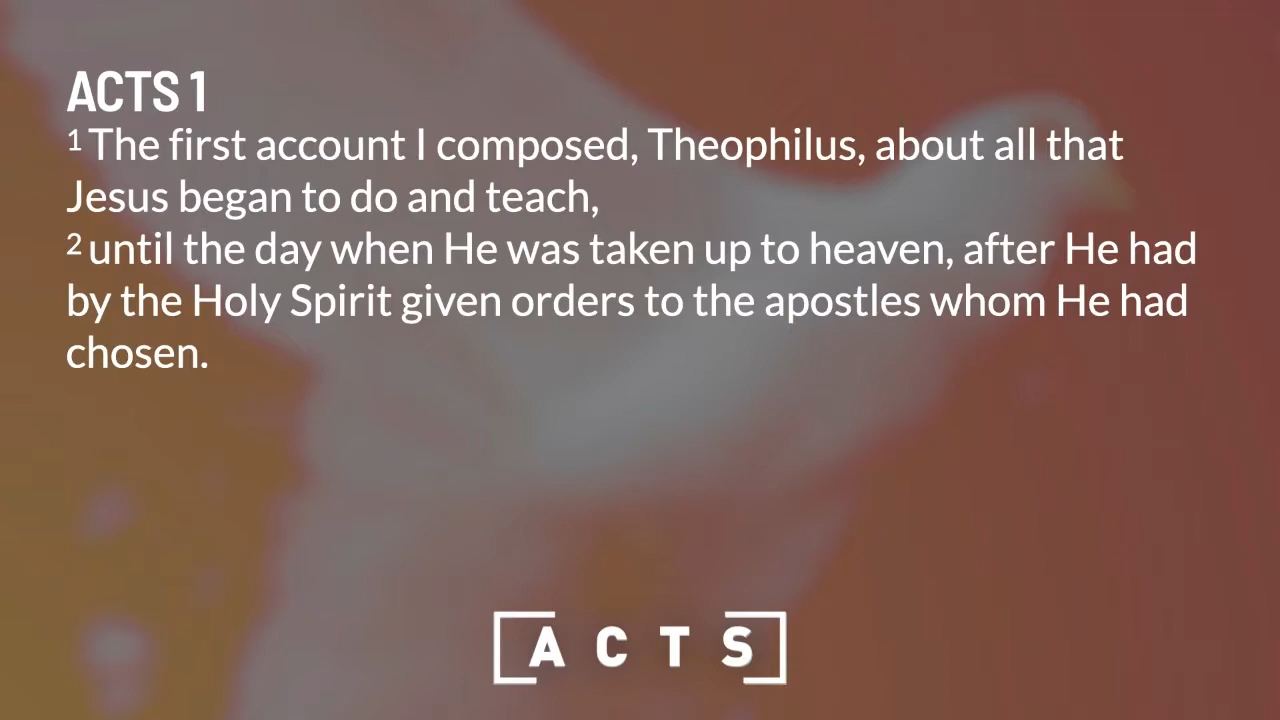 ACTS 1
1 The first account I composed, Theophilus, about all that
Jesus began to do and teach,
2 until the day when He was taken up to heaven, after He had
by the Holy Spirit given orders to the apostles whom He had
chosen.
ACTS